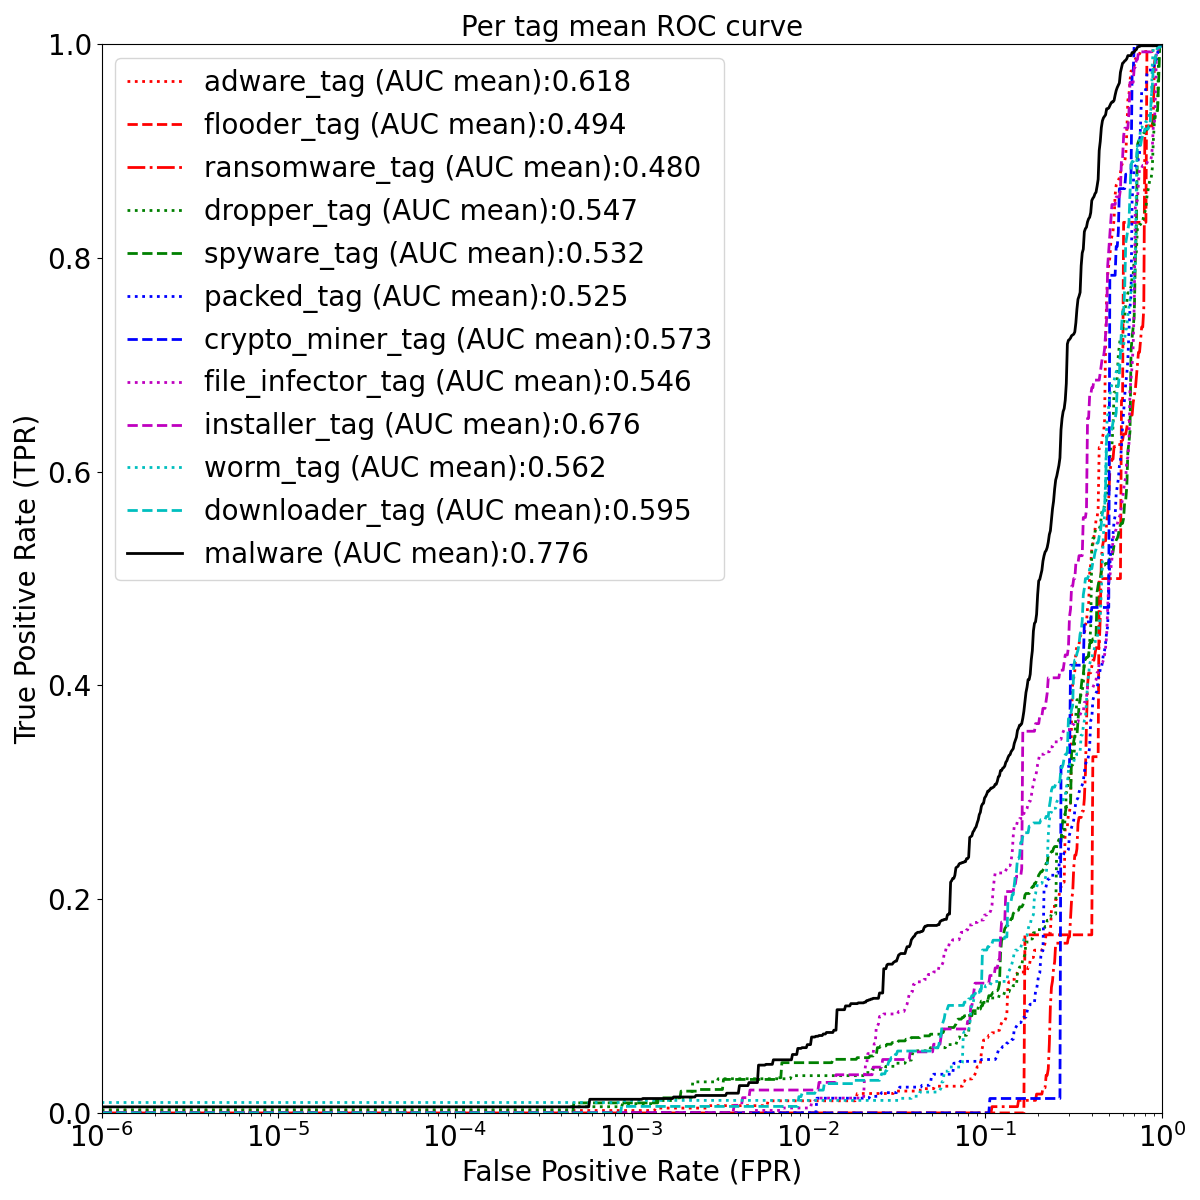 Per tag mean ROC curve
1.0
0.8
0.6
0.4
0.2
0.0
True Positive Rate (TPR)
adware_tag (AUC mean):0.618
flooder_tag (AUC mean):0.494
ransomware_tag (AUC mean):0.480
dropper_tag (AUC mean):0.547
spyware_tag (AUC mean):0.532
packed_tag (AUC mean):0.525
crypto_miner_tag (AUC mean):0.573
file_infector_tag (AUC mean):0.546
installer_tag (AUC mean):0.676
worm_tag (AUC mean):0.562
downloader_tag (AUC mean):0.595
malware (AUC mean):0.776
10⁻⁶ 10⁻⁵ 10⁻⁴ 10⁻³ 10⁻² 10⁻¹ 10⁰
False Positive Rate (FPR)